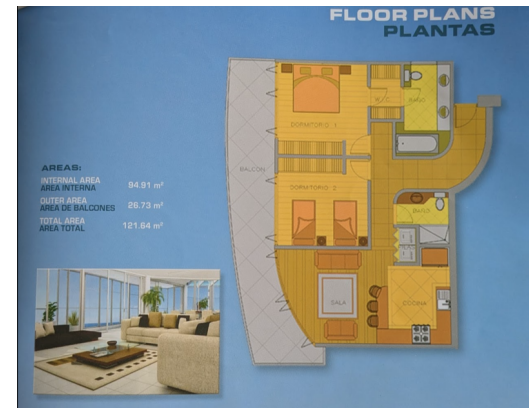 FLOOR PLANS
PLANTAS
AREAS:
INTERNAL AREA
AREA INTERNA
94.91 m²
OUTER AREA
AREA DE BALCONES
26.73 m²
TOTAL AREA
AREA TOTAL
121.64 m²
DORMITORIO 1
W.C.
BAÑO
BALCON
DORMITORIO 2
BAÑO
SALA
COCINA